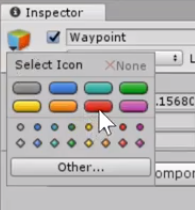 Inspector
Waypoint
Select Icon
None
.15680
Other...
ompor